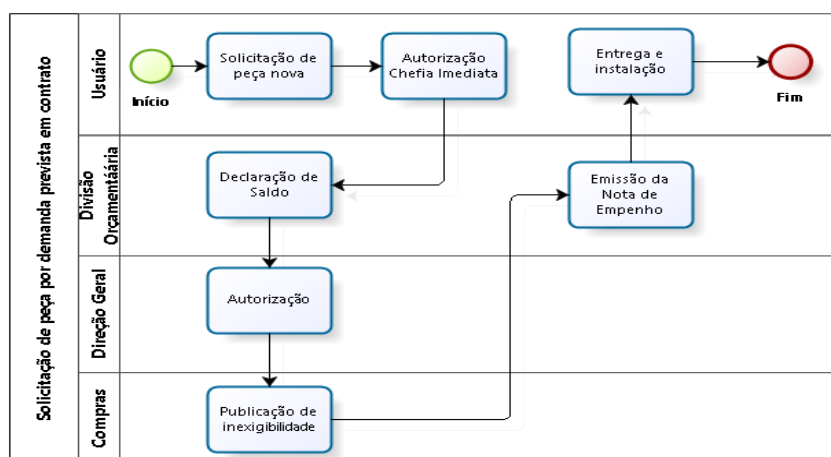 Solicitação de peça por demanda prevista em contrato
Usuário
Início
Solicitação de
peça nova
Autorização
Chefia Imediata
Entrega e
instalação
Fim
Divisão
Orçamentáária
Declaração de
Saldo
Emissão da
Nota de
Empenho
Direção Geral
Autorização
Compras
Publicação de
inexigibilidade